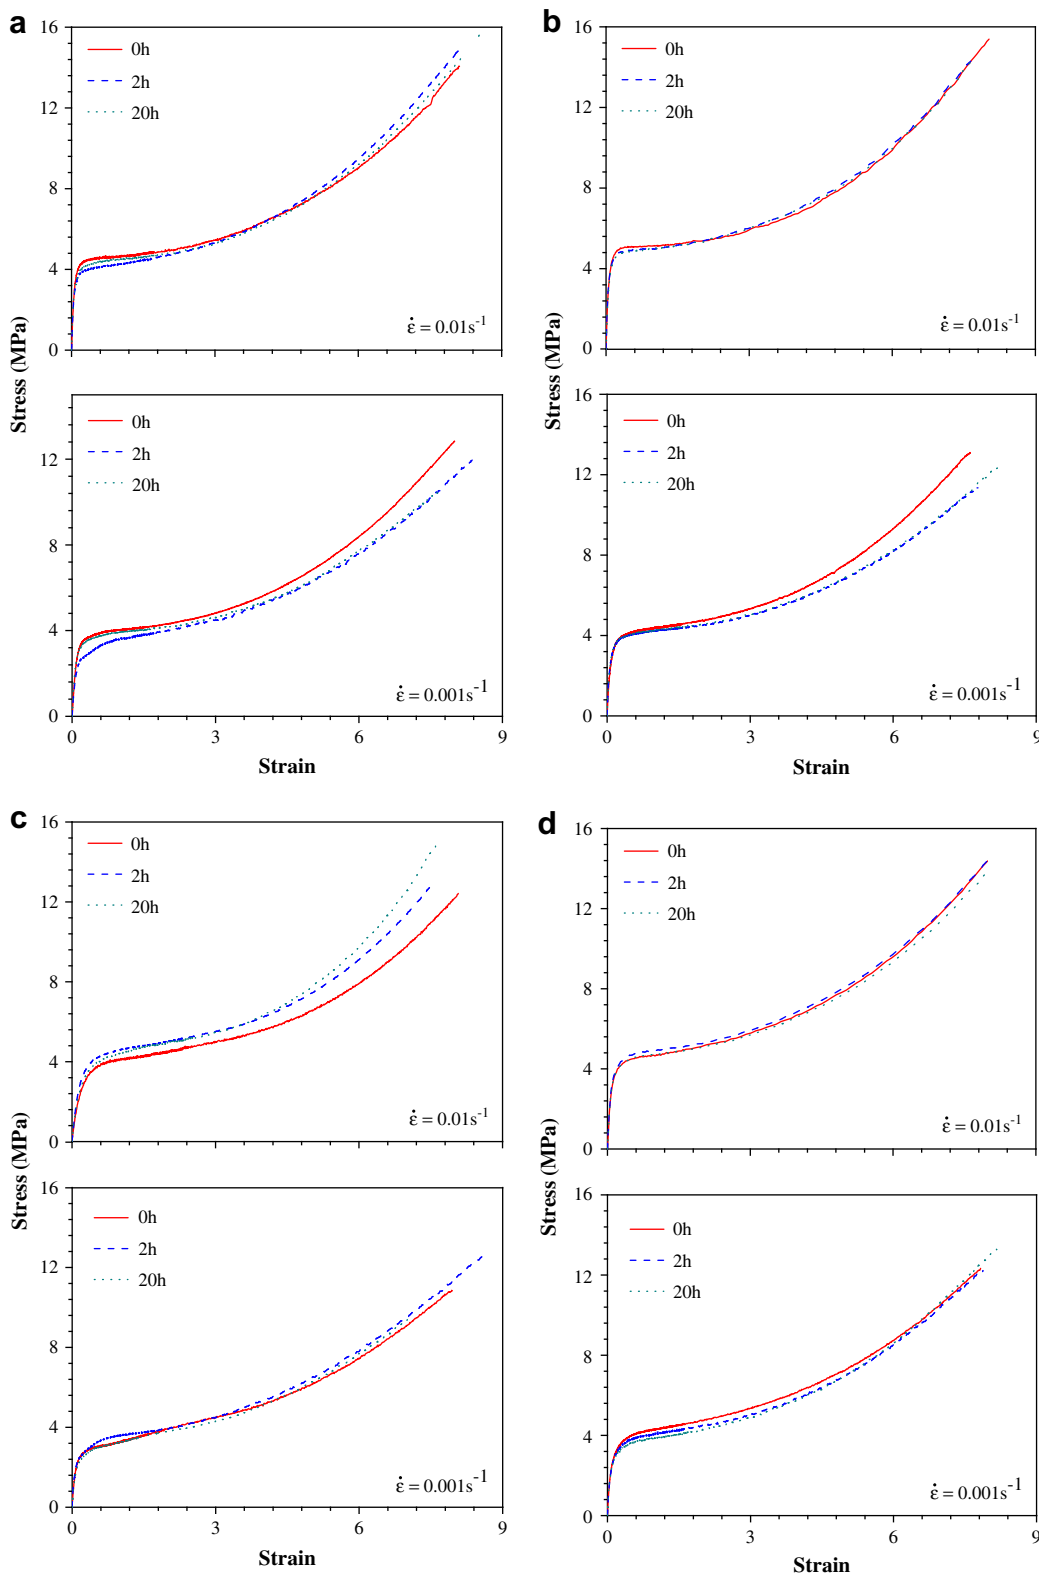 a
16
12
8
4
0
0h
2h
20h
ε̇ = 0.01s-1
12
8
4
0
0h
2h
20h
ε̇ = 0.001s-1
0 3 6 9
Strain
Stress (MPa)
b
16
12
8
4
0
0h
2h
20h
ε̇ = 0.01s-1
16
12
8
4
0
0h
2h
20h
ε̇ = 0.001s-1
0 3 6 9
Strain
Stress (MPa)
c
16
12
8
4
0
0h
2h
20h
ε̇ = 0.01s-1
16
12
8
4
0
0h
2h
20h
ε̇ = 0.001s-1
0 3 6 9
Strain
Stress (MPa)
d
16
12
8
4
0
0h
2h
20h
ε̇ = 0.01s-1
16
12
8
4
0
0h
2h
20h
ε̇ = 0.001s-1
0 3 6 9
Strain
Stress (MPa)